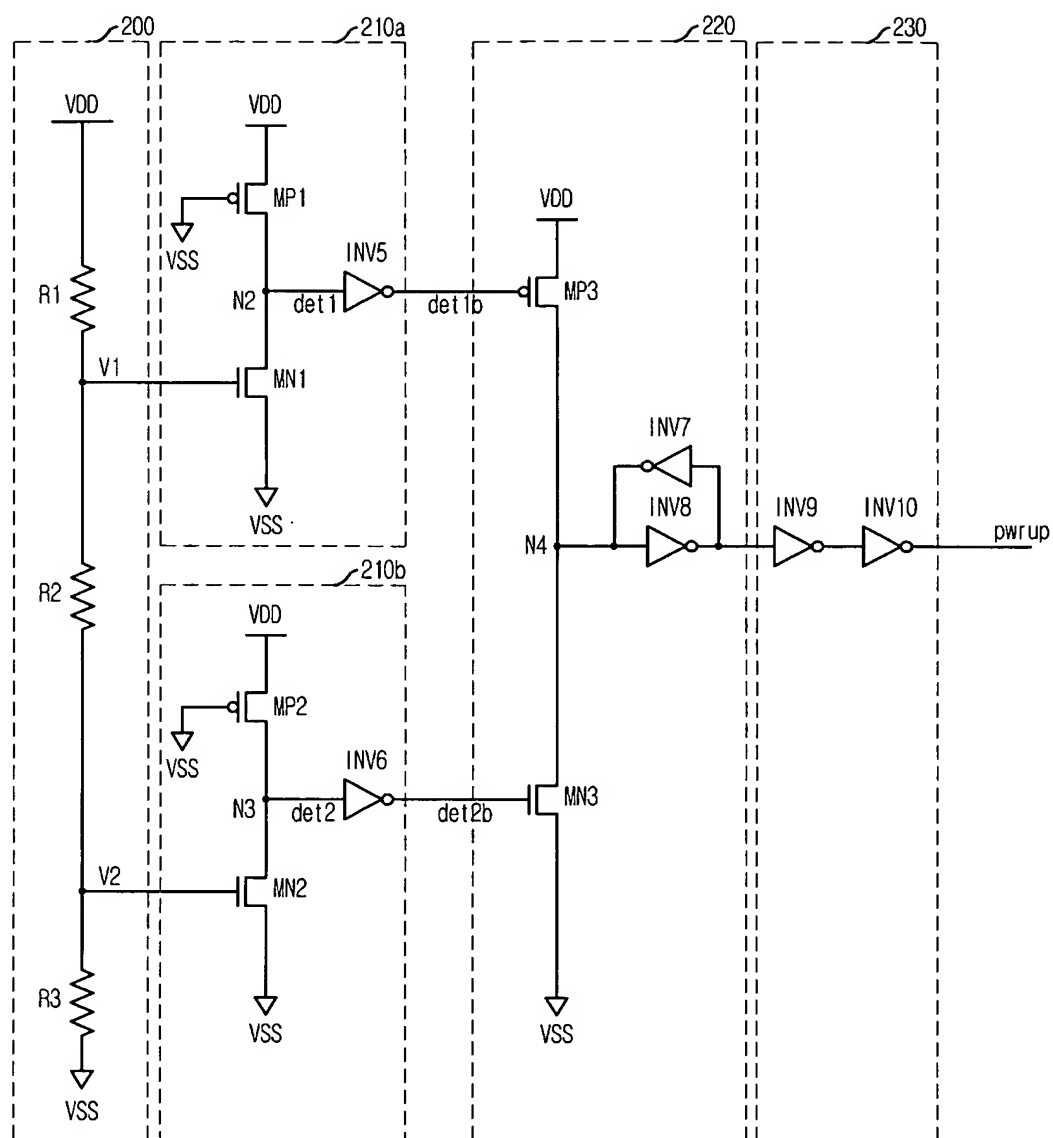 200
210a
220
230
VDD
VDD
MP1
VSS
VDD
INV5
R1
N2
det1
det1b
MP3
V1
MN1
INV7
VSS
INV8
INV9
INV10
N4
pwrup
210b
R2
VDD
MP2
VSS
INV6
N3
det2
det2b
MN3
V2
MN2
R3
VSS
VSS
VSS